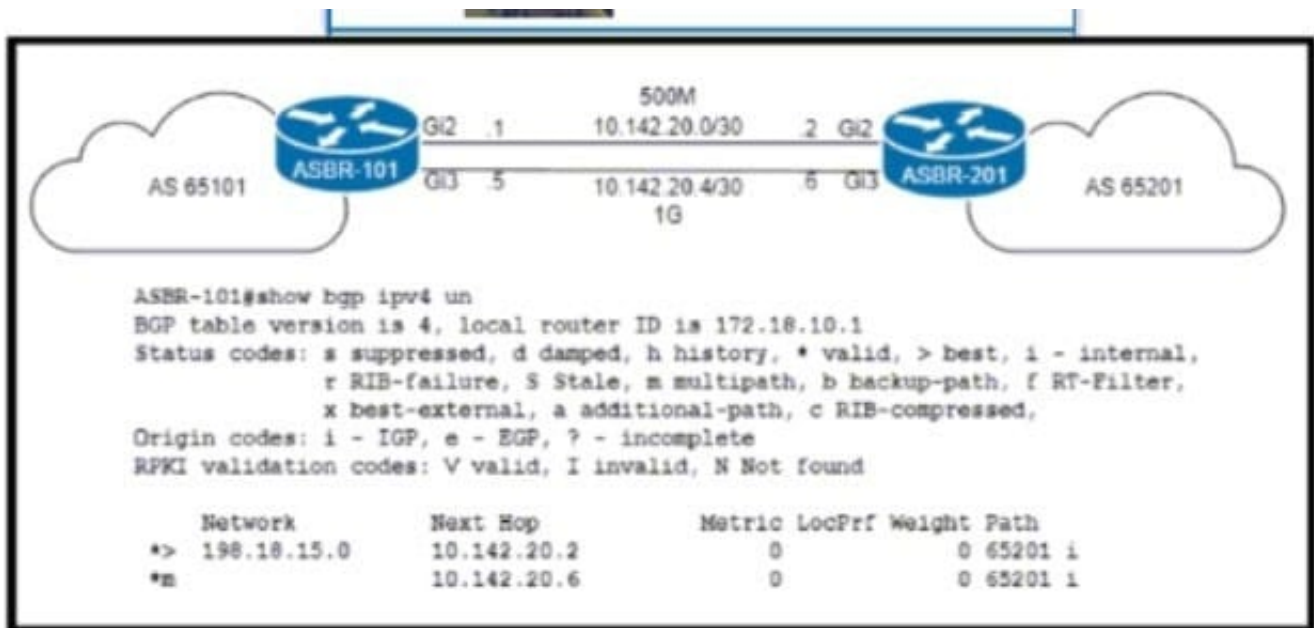 500M
Gi2 .1 10.142.20.0/30 .2 Gi2
ASBR-101 ASBR-201
AS 65101 Gi3 .5 10.142.20.4/30 .6 Gi3 AS 65201
1G
ASBR-101#show bgp ipv4 un
BGP table version is 4, local router ID is 172.18.10.1
Status codes: s suppressed, d damped, h history, * valid, > best, i - internal,
r RIB-failure, S Stale, m multipath, b backup-path, f RT-Filter,
x best-external, a additional-path, c RIB-compressed,
Origin codes: i - IGP, e - EGP, ? - incomplete
RPKI validation codes: V valid, I invalid, N Not found
Network Next Hop Metric LocPrf Weight Path
*> 198.18.15.0 10.142.20.2 0 0 65201 i
*m 10.142.20.6 0 0 65201 i